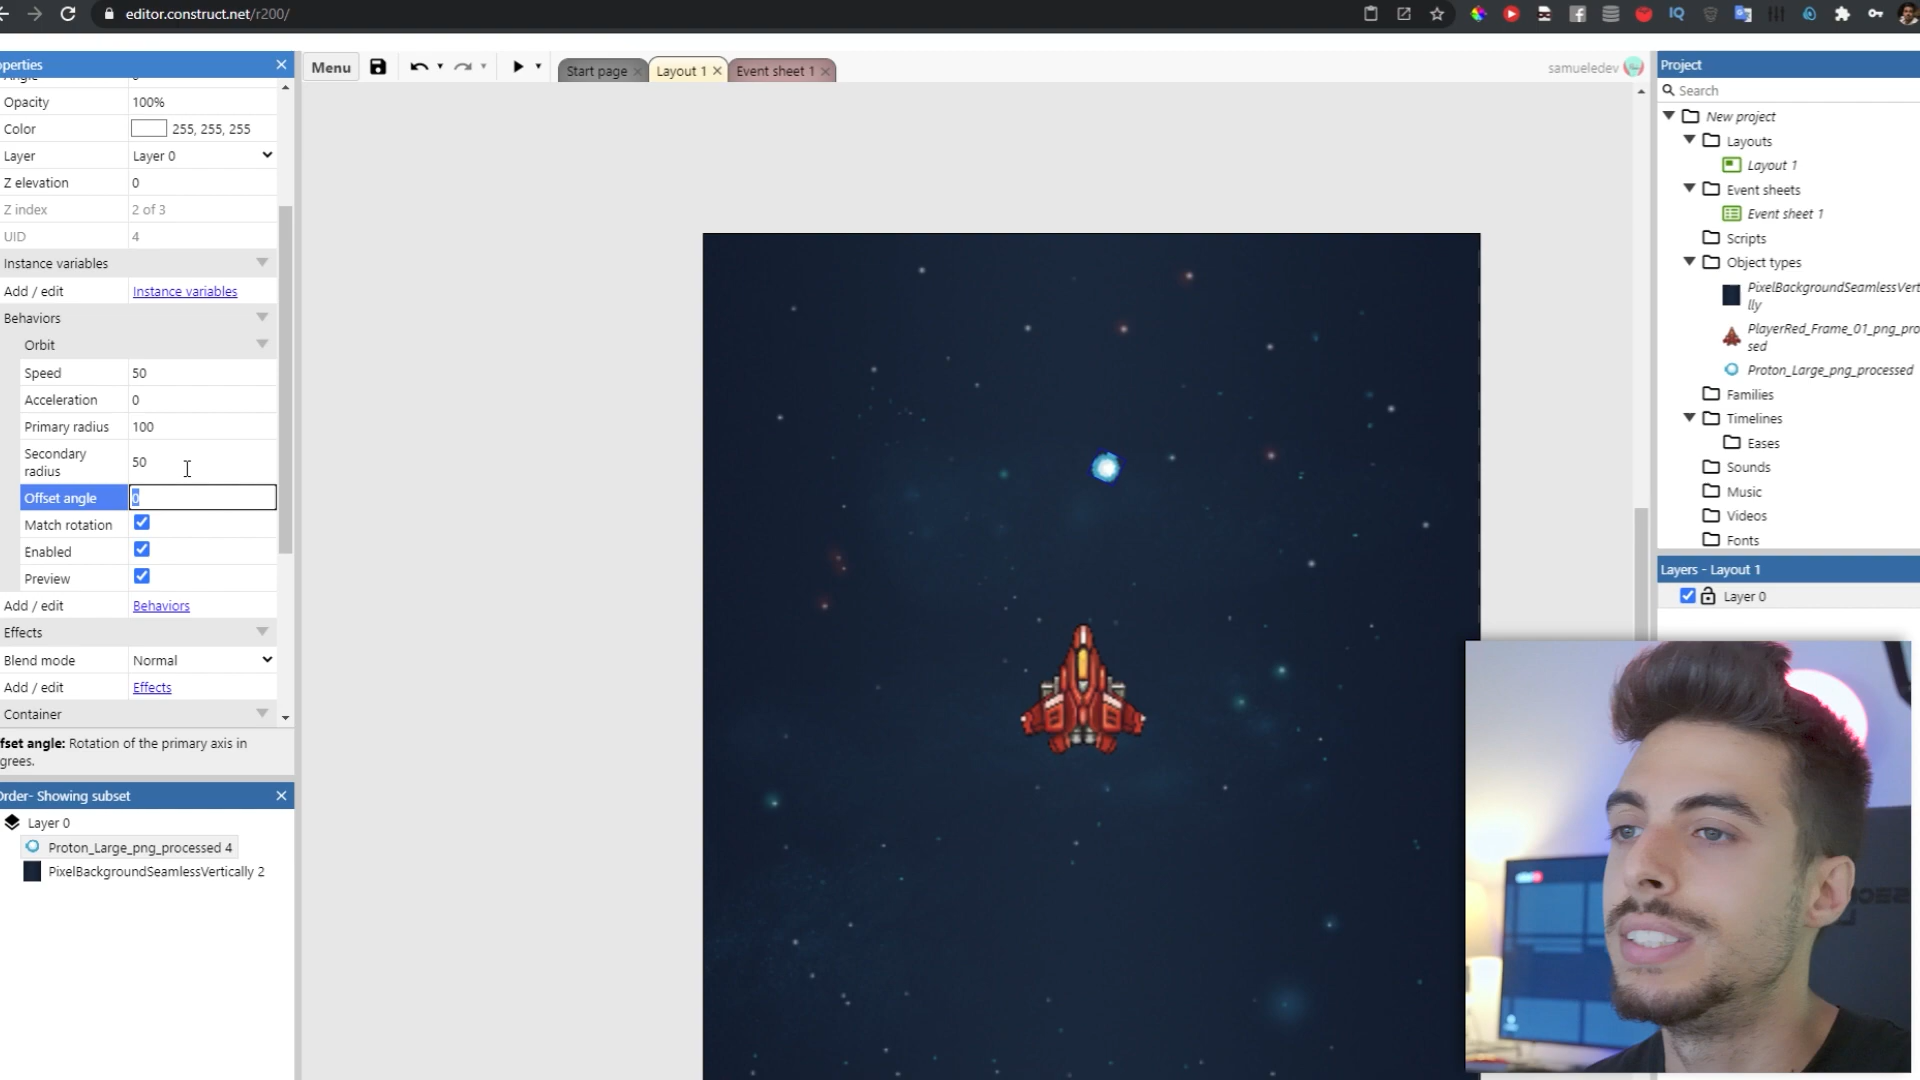 editor.construct.net/r200/
operties
Menu
Start page
Layout 1
Event sheet 1
samueledev
Opacity
100%
Color
255, 255, 255
Layer
Layer 0
Z elevation
0
Z index
2 of 3
UID
4
Instance variables
Add / edit
Instance variables
Behaviors
Orbit
Speed
50
Acceleration
0
Primary radius
100
Secondary
radius
50
Offset angle
0
Match rotation
Enabled
Preview
Add / edit
Behaviors
Effects
Blend mode
Normal
Add / edit
Effects
Container
ffset angle: Rotation of the primary axis in
grees.
Order- Showing subset
Layer 0
Proton_Large_png_processed 4
PixelBackgroundSeamlessVertically 2
Project
Search
New project
Layouts
Layout 1
Event sheets
Event sheet 1
Scripts
Object types
PixelBackgroundSeamlessVert
lly
PlayerRed_Frame_01_png_pro
sed
Proton_Large_png_processed
Families
Timelines
Eases
Sounds
Music
Videos
Fonts
Layers - Layout 1
Layer 0